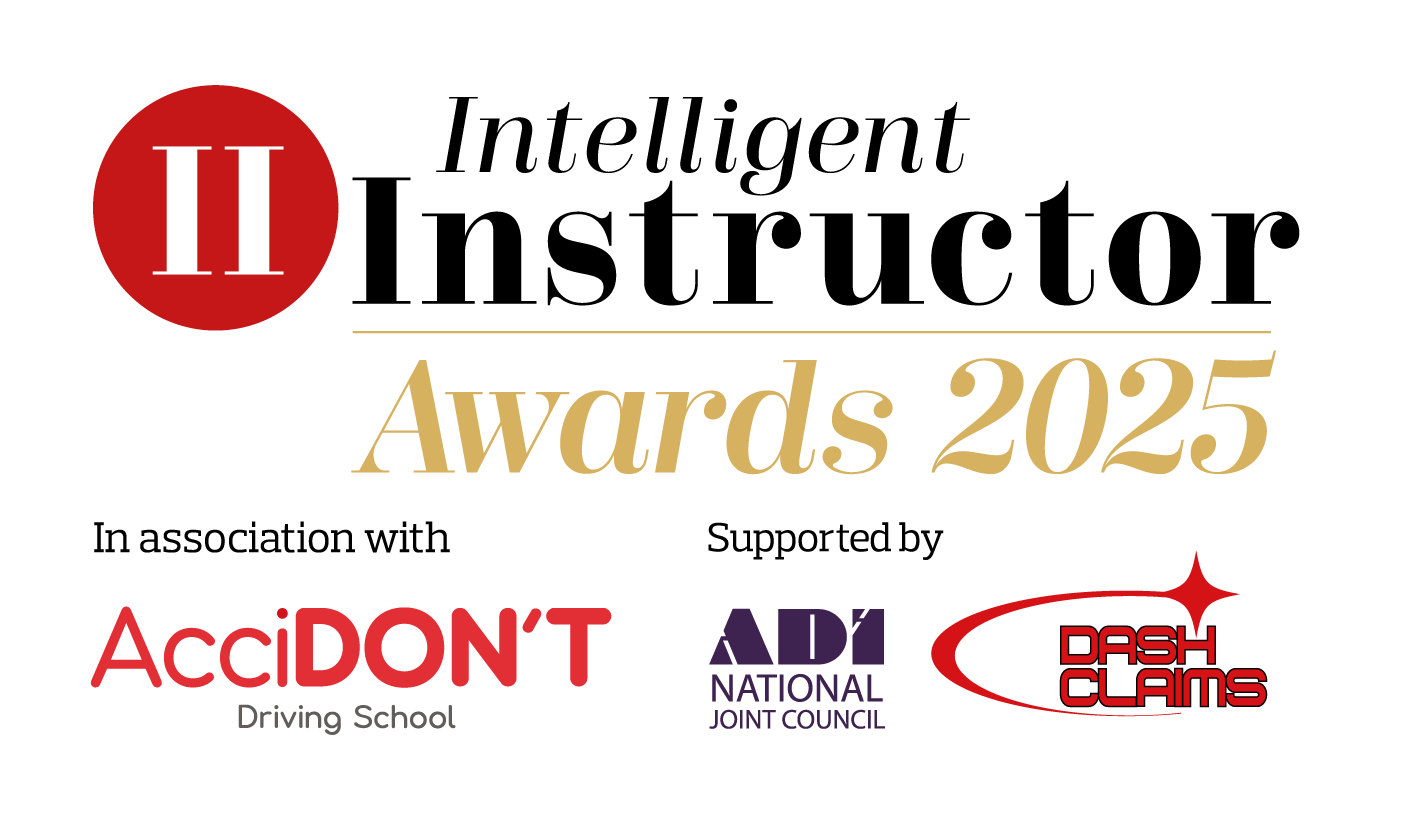 II
Intelligent
Instructor
Awards 2025
In association with
AcciDON'T
Driving School
Supported by
ADi
NATIONAL
JOINT COUNCIL
DASH
CLAIMS